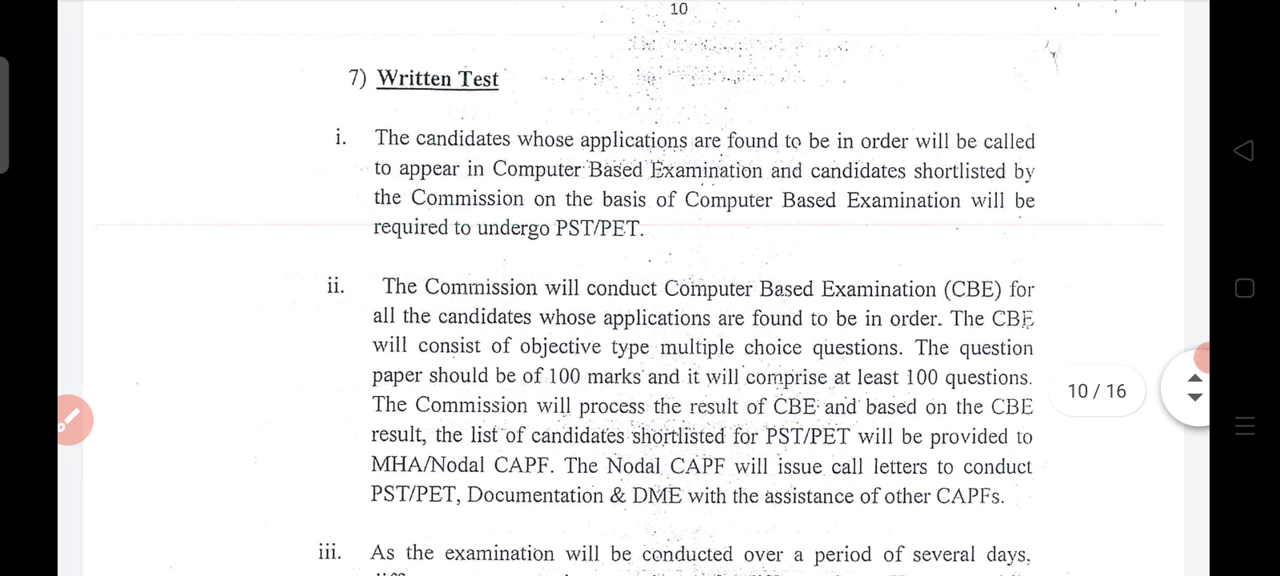 10
7) Written Test
i. The candidates whose applications are found to be in order will be called
to appear in Computer Based Examination and candidates shortlisted by
the Commission on the basis of Computer Based Examination will be
required to undergo PST/PET.
ii. The Commission will conduct Computer Based Examination (CBE) for
all the candidates whose applications are found to be in order. The CBE
will consist of objective type multiple choice questions. The question
paper should be of 100 marks and it will comprise at least 100 questions.
The Commission will process the result of CBE and based on the CBE
result, the list of candidates shortlisted for PST/PET will be provided to
MHA/Nodal CAPF. The Nodal CAPF will issue call letters to conduct
PST/PET, Documentation & DME with the assistance of other CAPFs.
iii. As the examination will be conducted over a period of several days,
10 / 16